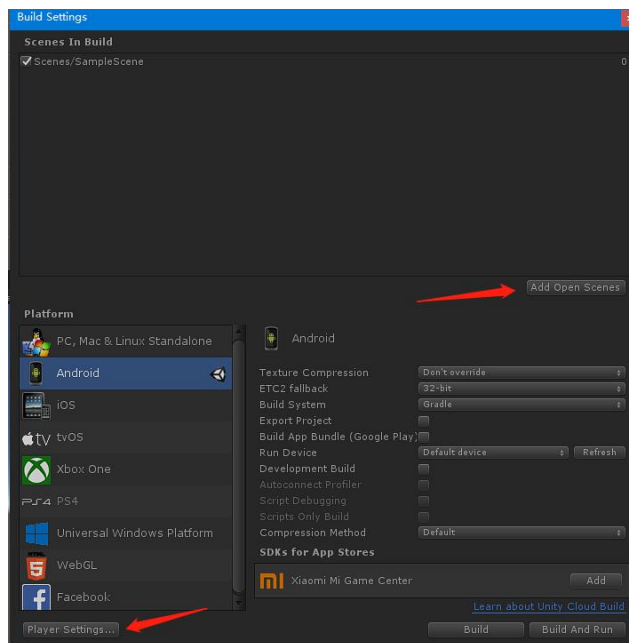 Build Settings
Scenes In Build
Scenes/SampleScene 0
Add Open Scenes
Platform
PC, Mac & Linux Standalone
Android
iOS
tv tvOS
Xbox One
PS4 PS4
Universal Windows Platform
HTML 5 WebGL
f Facebook
Player Settings...
Android
Texture Compression Don't override
ETC2 fallback 32-bit
Build System Gradle
Export Project
Build App Bundle (Google Play)
Run Device Default device Refresh
Development Build
Autoconnect Profiler
Script Debugging
Scripts Only Build
Compression Method Default
SDKs for App Stores
Xiaomi Mi Game Center Add
Learn about Unity Cloud Build
Build Build And Run